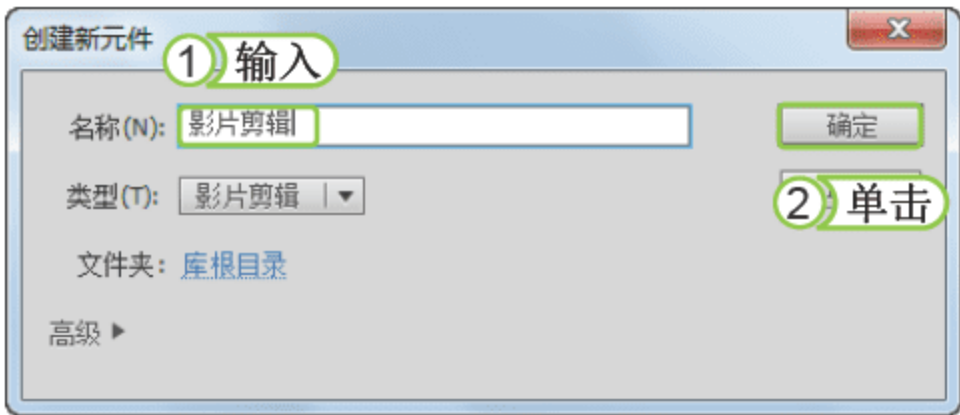 创建新元件
1 输入
名称(N): 影片剪辑 确定
类型(T): 影片剪辑
2 单击
文件夹: 库根目录
高级